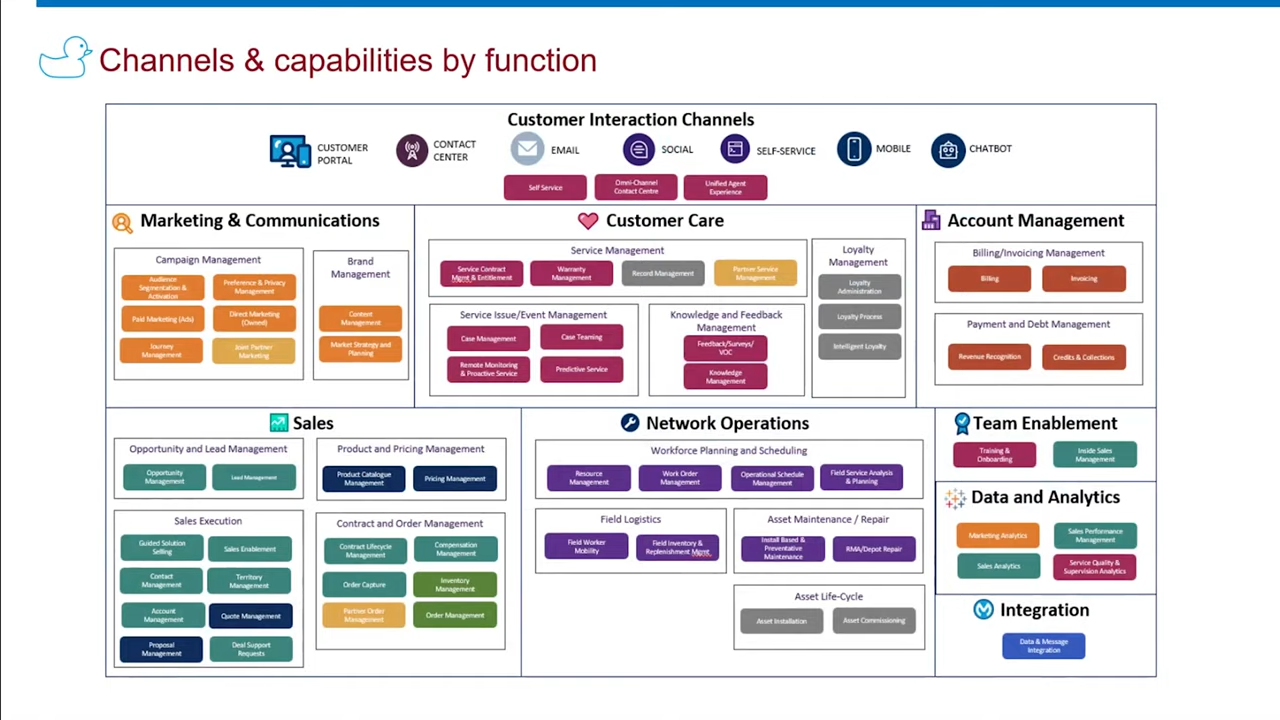 Channels & capabilities by function
Customer Interaction Channels
CUSTOMER
PORTAL
CONTACT
CENTER
EMAIL
SOCIAL
SELF-SERVICE
MOBILE
CHATBOT
Self Service
Omni-Channel
Contact Centre
Unified Agent
Experience
Marketing & Communications
Campaign Management
Audience
Segmentation &
Activation
Preference & Privacy
Management
Paid Marketing (Ads)
Direct Marketing
(Owned)
Journey
Management
Joint Partner
Marketing
Brand
Management
Content
Management
Market Strategy and
Planning
Customer Care
Service Management
Service Contract
Mgmt & Entitlement
Warranty
Management
Record Management
Partner Service
Management
Service Issue/Event Management
Case Management
Case Teaming
Remote Monitoring
& Proactive Service
Predictive Service
Knowledge and Feedback
Management
Feedback/Surveys/
VOC
Knowledge
Management
Loyalty
Management
Loyalty
Administration
Loyalty Process
Intelligent Loyalty
Account Management
Billing/Invoicing Management
Billing
Invoicing
Payment and Debt Management
Revenue Recognition
Credits & Collections
Sales
Opportunity and Lead Management
Opportunity
Management
Lead Management
Product and Pricing Management
Product Catalogue
Management
Pricing Management
Sales Execution
Guided Solution
Selling
Sales Enablement
Contact
Management
Territory
Management
Account
Management
Quote Management
Proposal
Management
Deal Support
Requests
Contract and Order Management
Contract Lifecycle
Management
Compensation
Management
Order Capture
Inventory
Management
Partner Order
Management
Order Management
Network Operations
Workforce Planning and Scheduling
Resource
Management
Work Order
Management
Operational Schedule
Management
Field Service Analysis
& Planning
Field Logistics
Field Worker
Mobility
Field Inventory &
Replenishment Mgmt
Asset Maintenance / Repair
Install Based &
Preventative
Maintenance
RMA/Depot Repair
Asset Life-Cycle
Asset Installation
Asset Commissioning
Team Enablement
Training &
Onboarding
Inside Sales
Management
Data and Analytics
Marketing Analytics
Sales Performance
Management
Sales Analytics
Service Quality &
Supervision Analytics
Integration
Data & Message
Integration